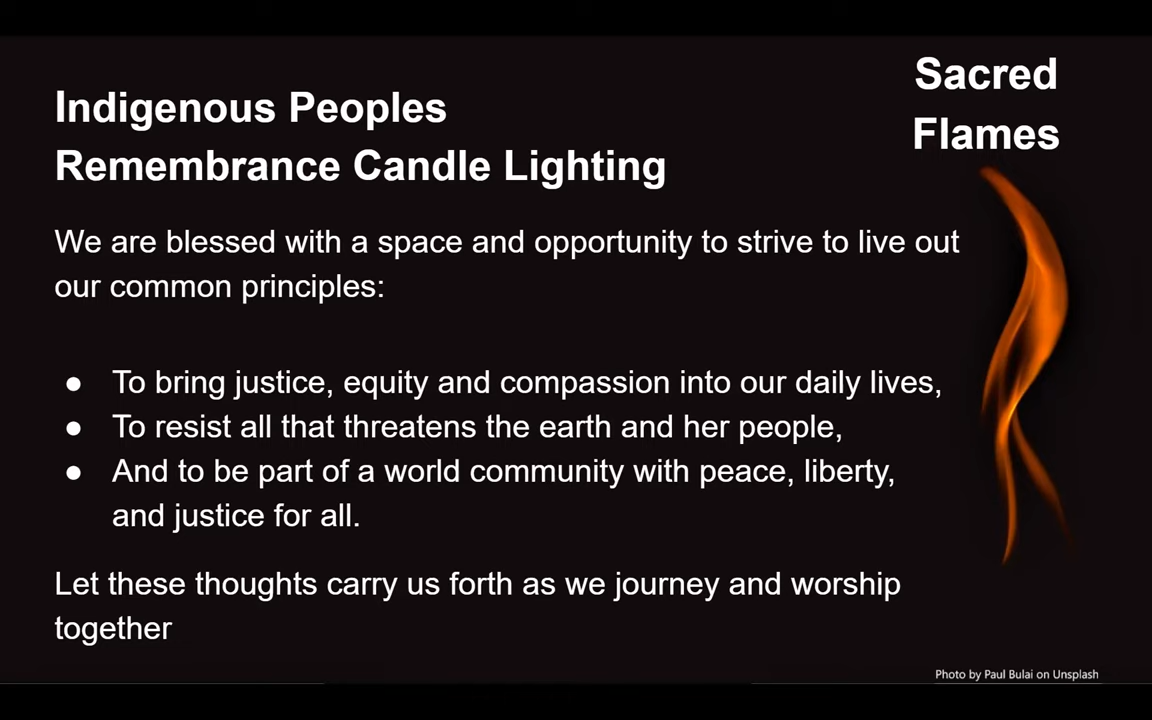 Sacred
Flames
Indigenous Peoples
Remembrance Candle Lighting
We are blessed with a space and opportunity to strive to live out
our common principles:
● To bring justice, equity and compassion into our daily lives,
● To resist all that threatens the earth and her people,
● And to be part of a world community with peace, liberty,
and justice for all.
Let these thoughts carry us forth as we journey and worship
together
Photo by Paul Bulai on Unsplash